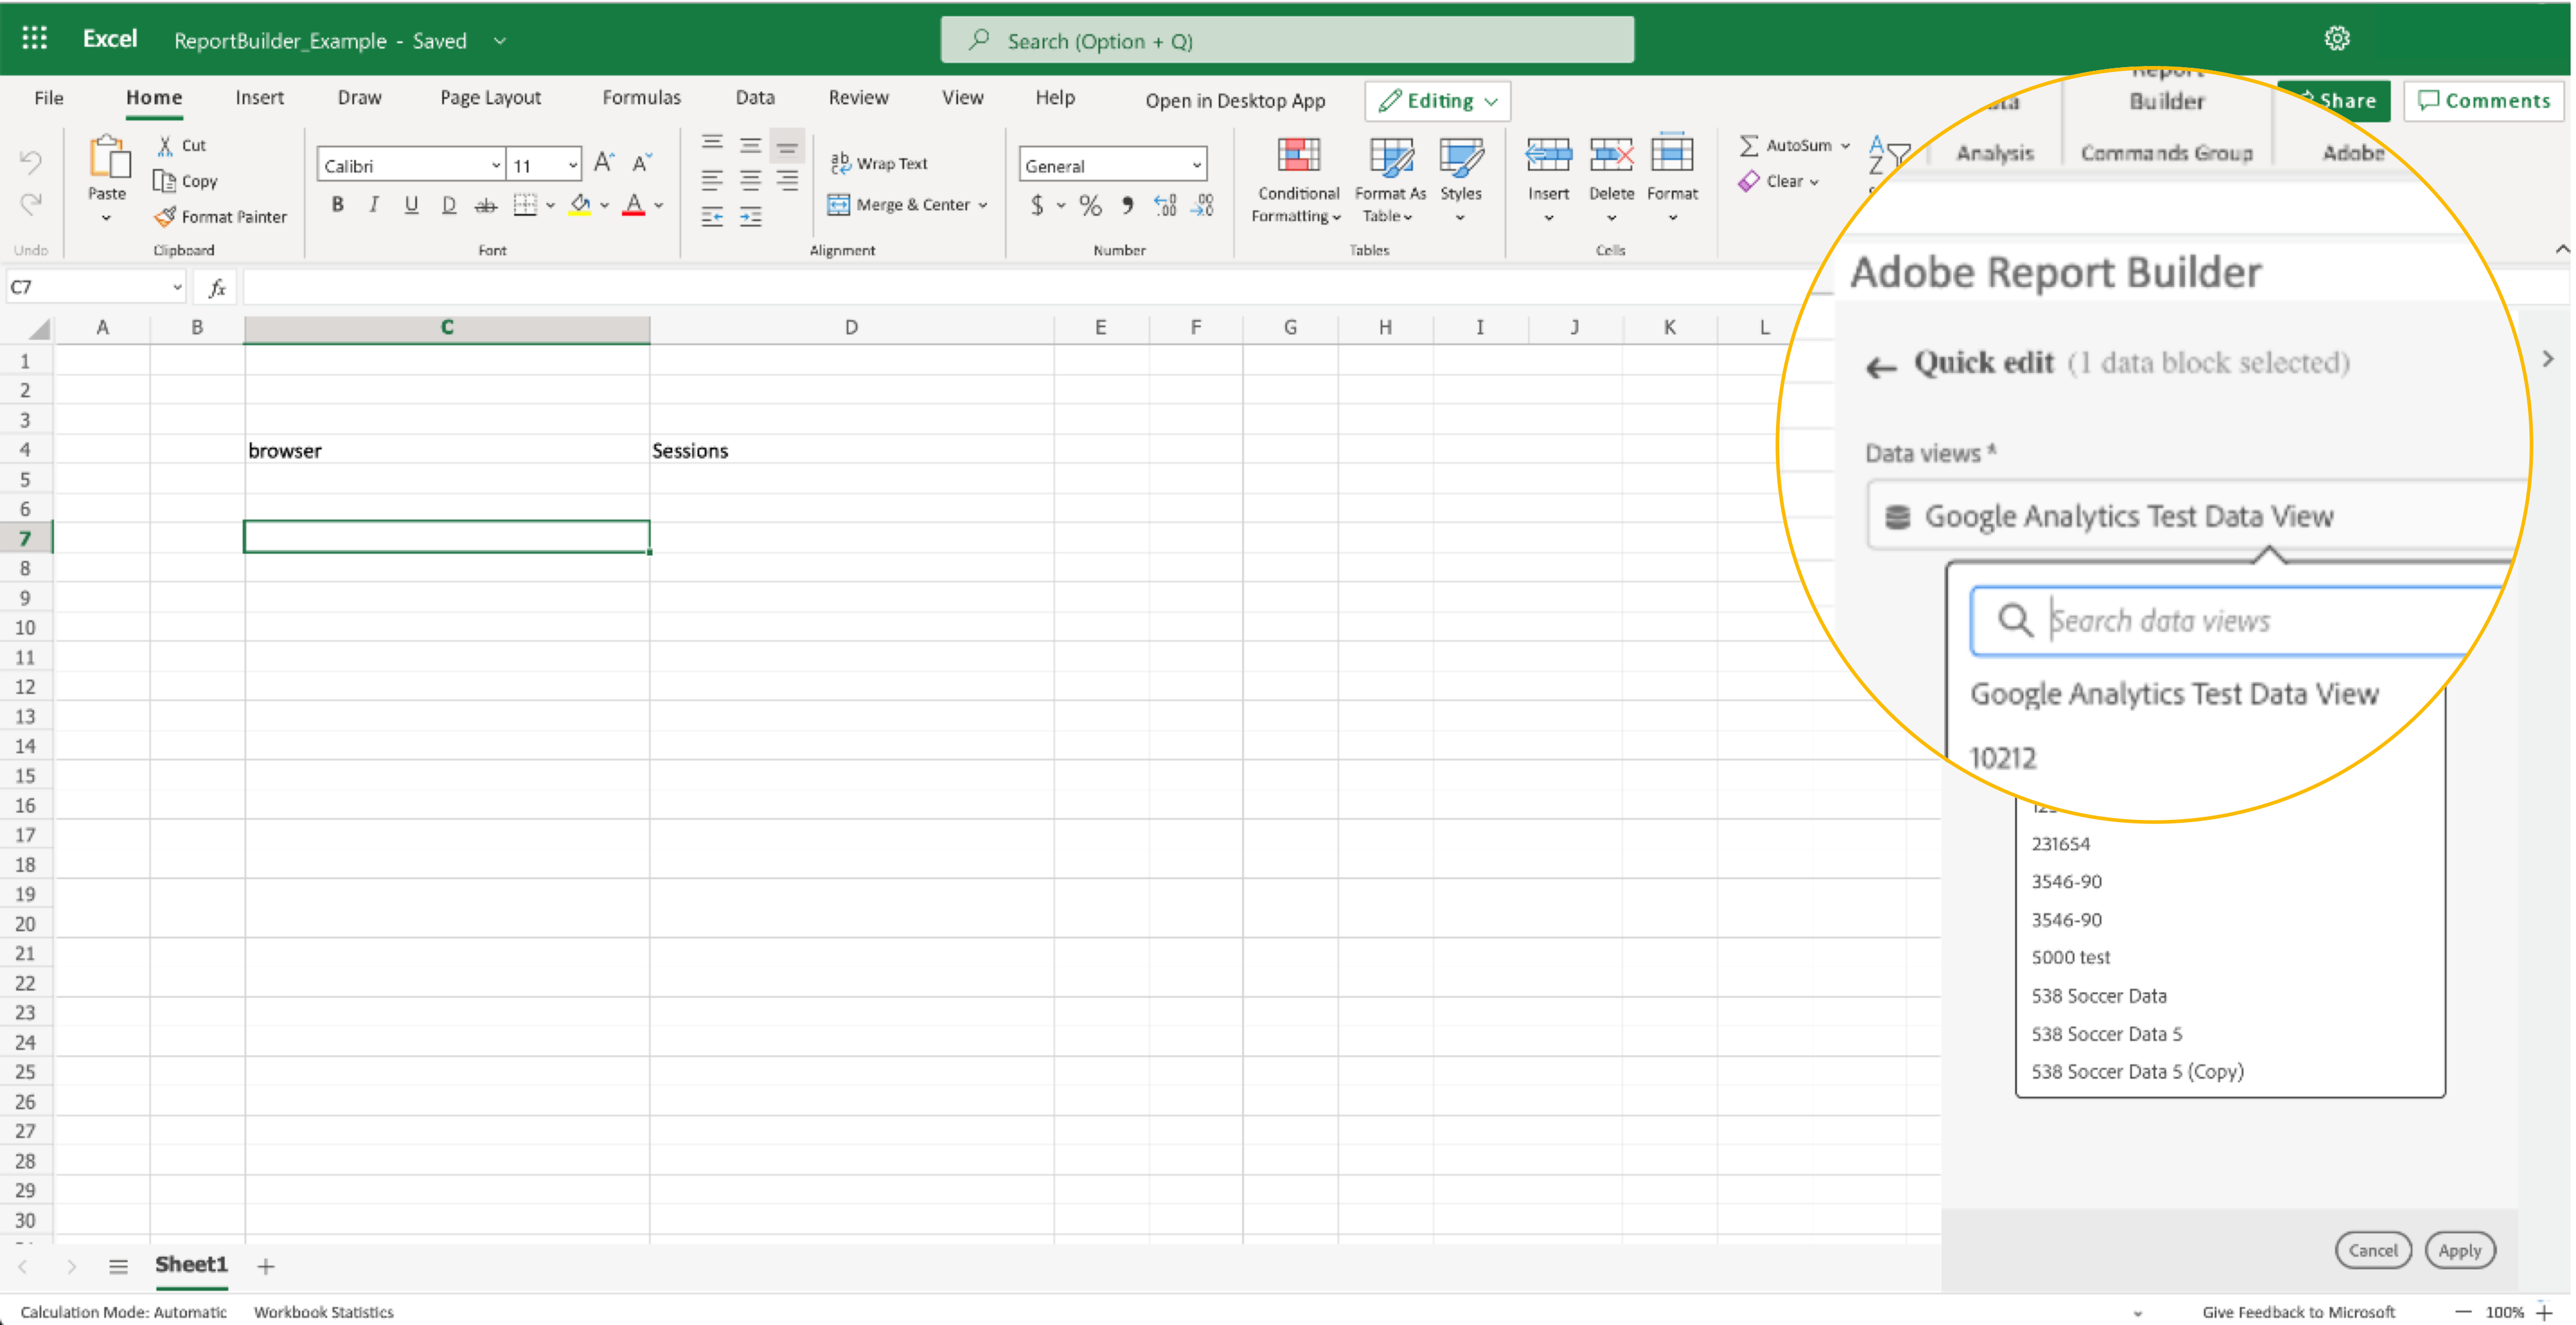 Excel ReportBuilder_Example - Saved
Search (Option + Q)
File Home Insert Draw Page Layout Formulas Data Review View Help Open in Desktop App Editing Share Comments
Builder
Analysis Commands Group Adobe
Undo
Paste
Cut
Copy
Format Painter
Clipboard
Calibri 11
B I U D ab
Font
Wrap Text
Merge & Center
Alignment
General
$ %
Number
Conditional Formatting
Format As Table
Styles
Tables
Insert Delete Format
Cells
AutoSum
Clear
C7 fx
A B C D E F G H I J K L
1
2
3
4 browser Sessions
5
6
7
8
9
10
11
12
13
14
15
16
17
18
19
20
21
22
23
24
25
26
27
28
29
30
Adobe Report Builder
Quick edit (1 data block selected)
Data views *
Google Analytics Test Data View
Search data views
Google Analytics Test Data View
10212
231654
3546-90
3546-90
5000 test
538 Soccer Data
538 Soccer Data 5
538 Soccer Data 5 (Copy)
Cancel Apply
Sheet1
Calculation Mode: Automatic Workbook Statistics Give Feedback to Microsoft 100%